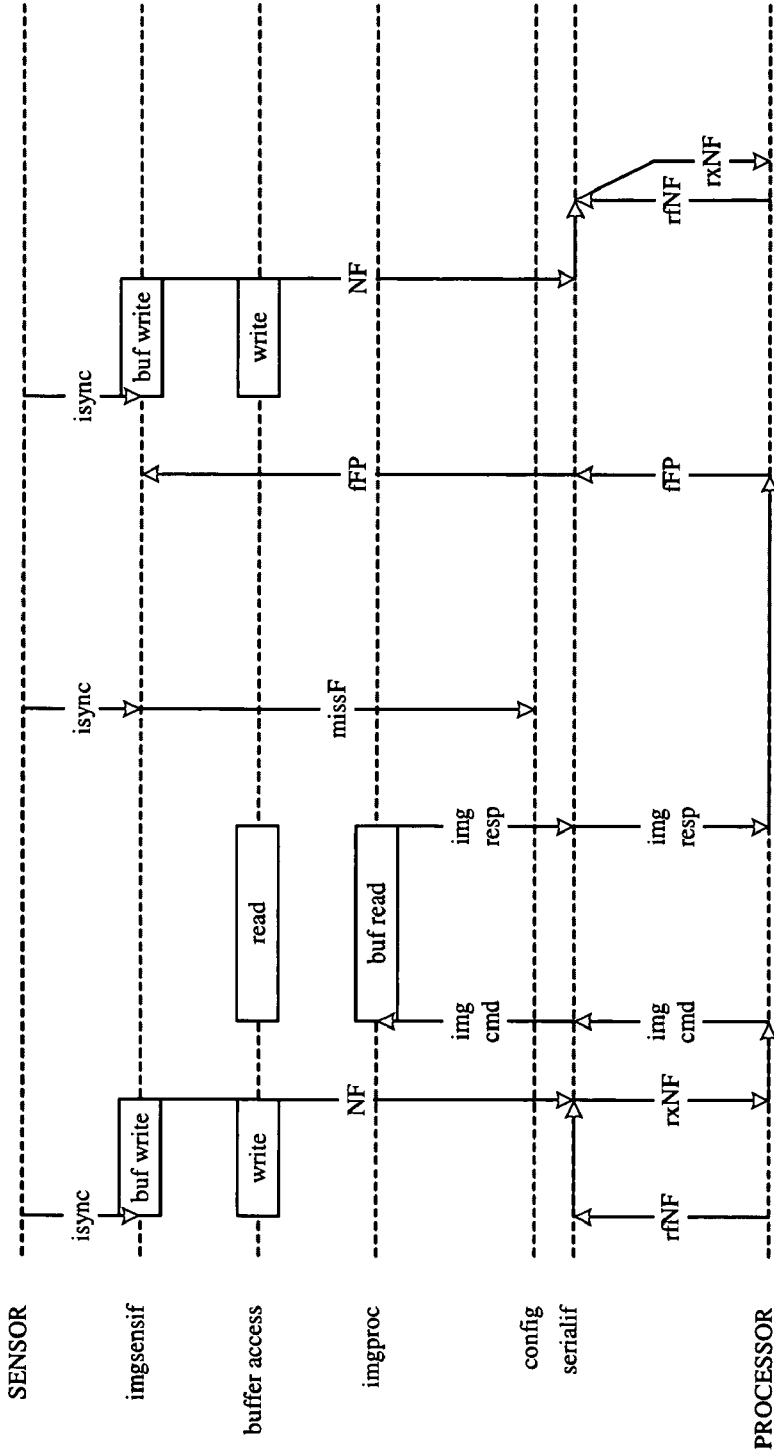 SENSOR
isync
isync
isync
imgsensif
buf write
buf write
buffer access
write
read
write
imgproc
NF
buf read
missF
fFP
NF
config
img
cmd
img
resp
serialif
rfNF
rxNF
img
cmd
img
resp
fFP
rfNF
rxNF
PROCESSOR